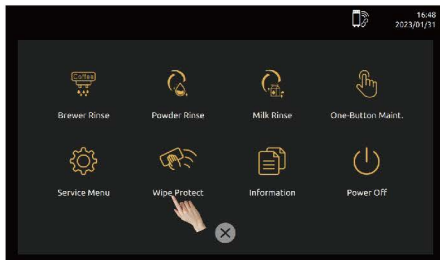 16:48
2023/01/31
Coffee
Brewer Rinse
Powder Rinse
Milk Rinse
One-Button Maint.
Service Menu
Wipe Protect
Information
Power Off